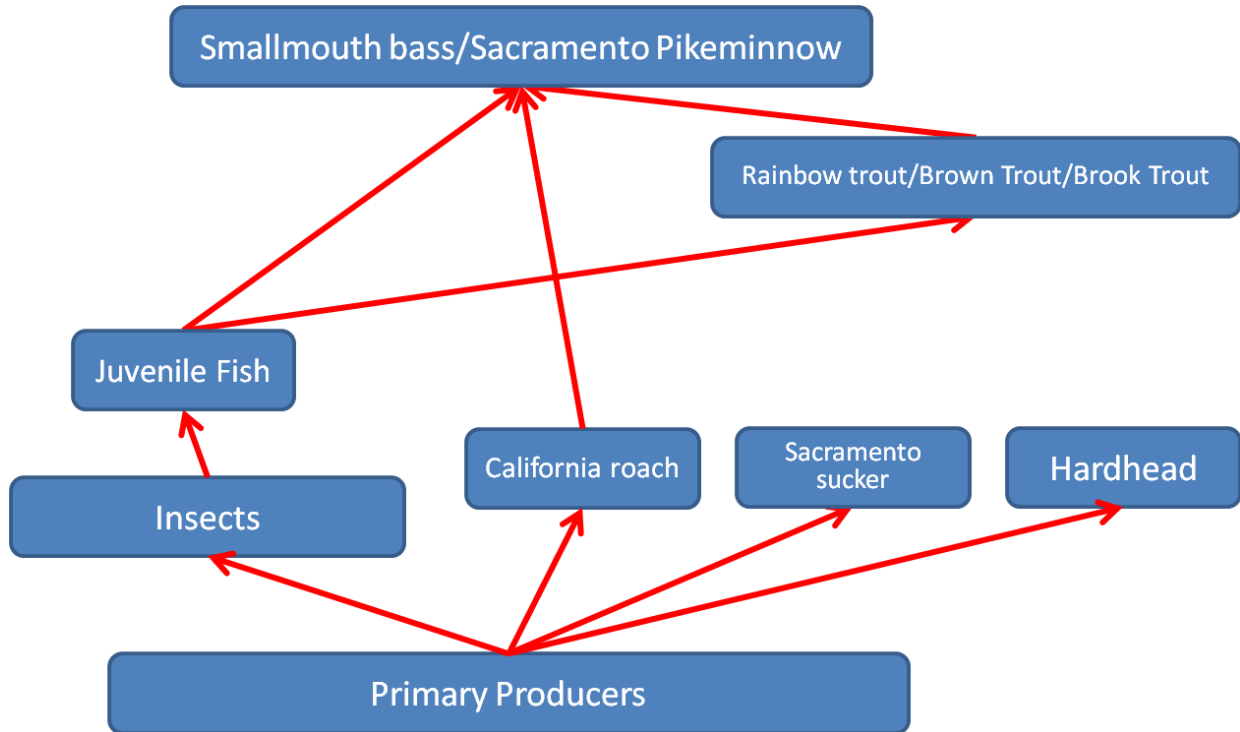 Smallmouth bass/Sacramento Pikeminnow
Rainbow trout/Brown Trout/Brook Trout
Juvenile Fish
California roach
Sacramento
sucker
Hardhead
Insects
Primary Producers